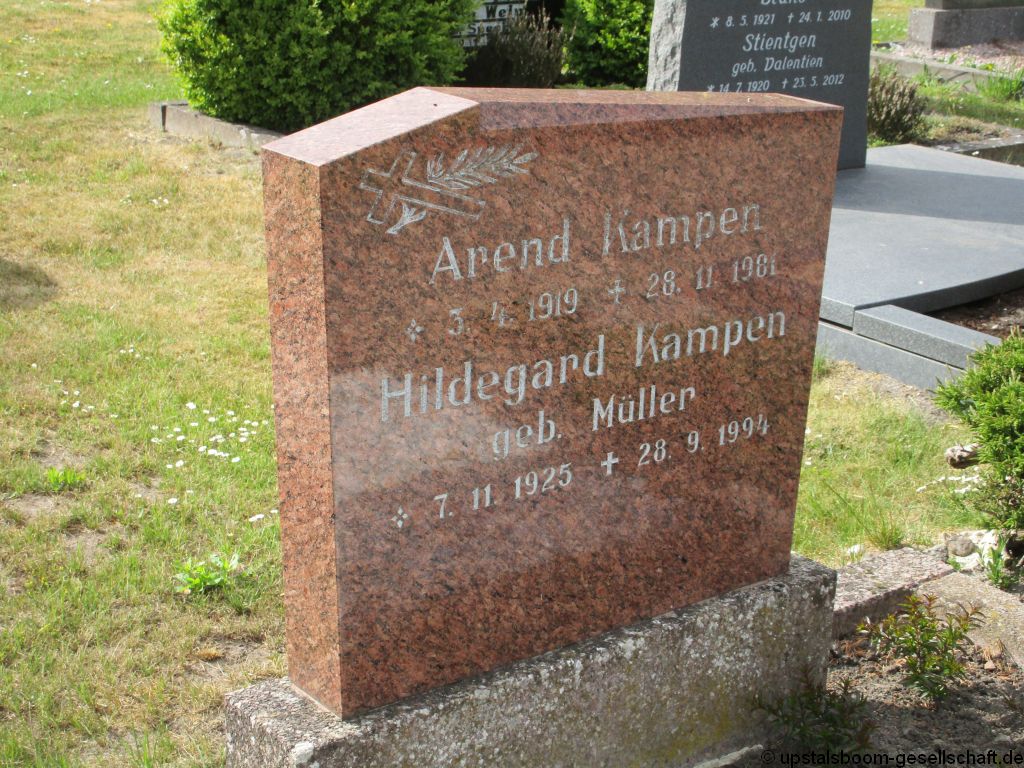 * 8. 5. 1921 † 24. 1. 2010
Stientgen
geb. Dalentien
* 14. 7. 1920 † 23. 5. 2012
Arend Kampen
* 3. 4. 1919 † 28. 11. 1981
Hildegard Kampen
geb. Müller
* 7. 11. 1925 † 28. 9. 1994
© upstalsboom-gesellschaft.de